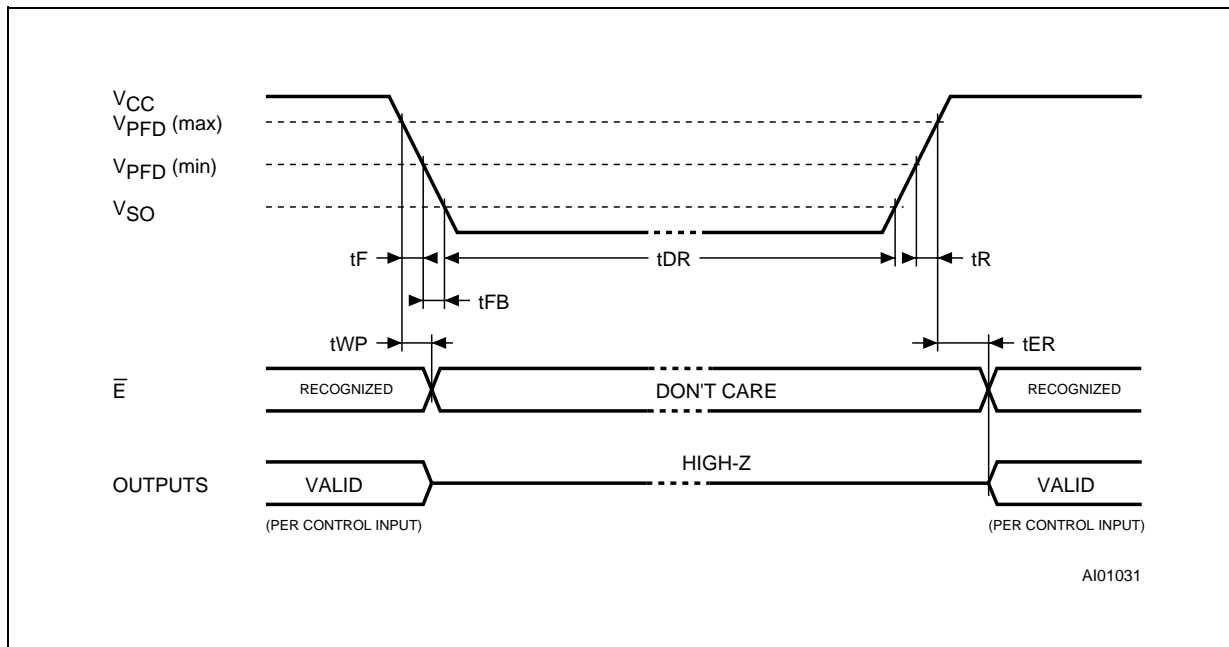 VCC
VPFD (max)
VPFD (min)
VSO
tF
tDR
tR
tFB
tWP
tER
E̅
RECOGNIZED
DON'T CARE
RECOGNIZED
HIGH-Z
OUTPUTS
VALID
VALID
(PER CONTROL INPUT)
(PER CONTROL INPUT)
AI01031